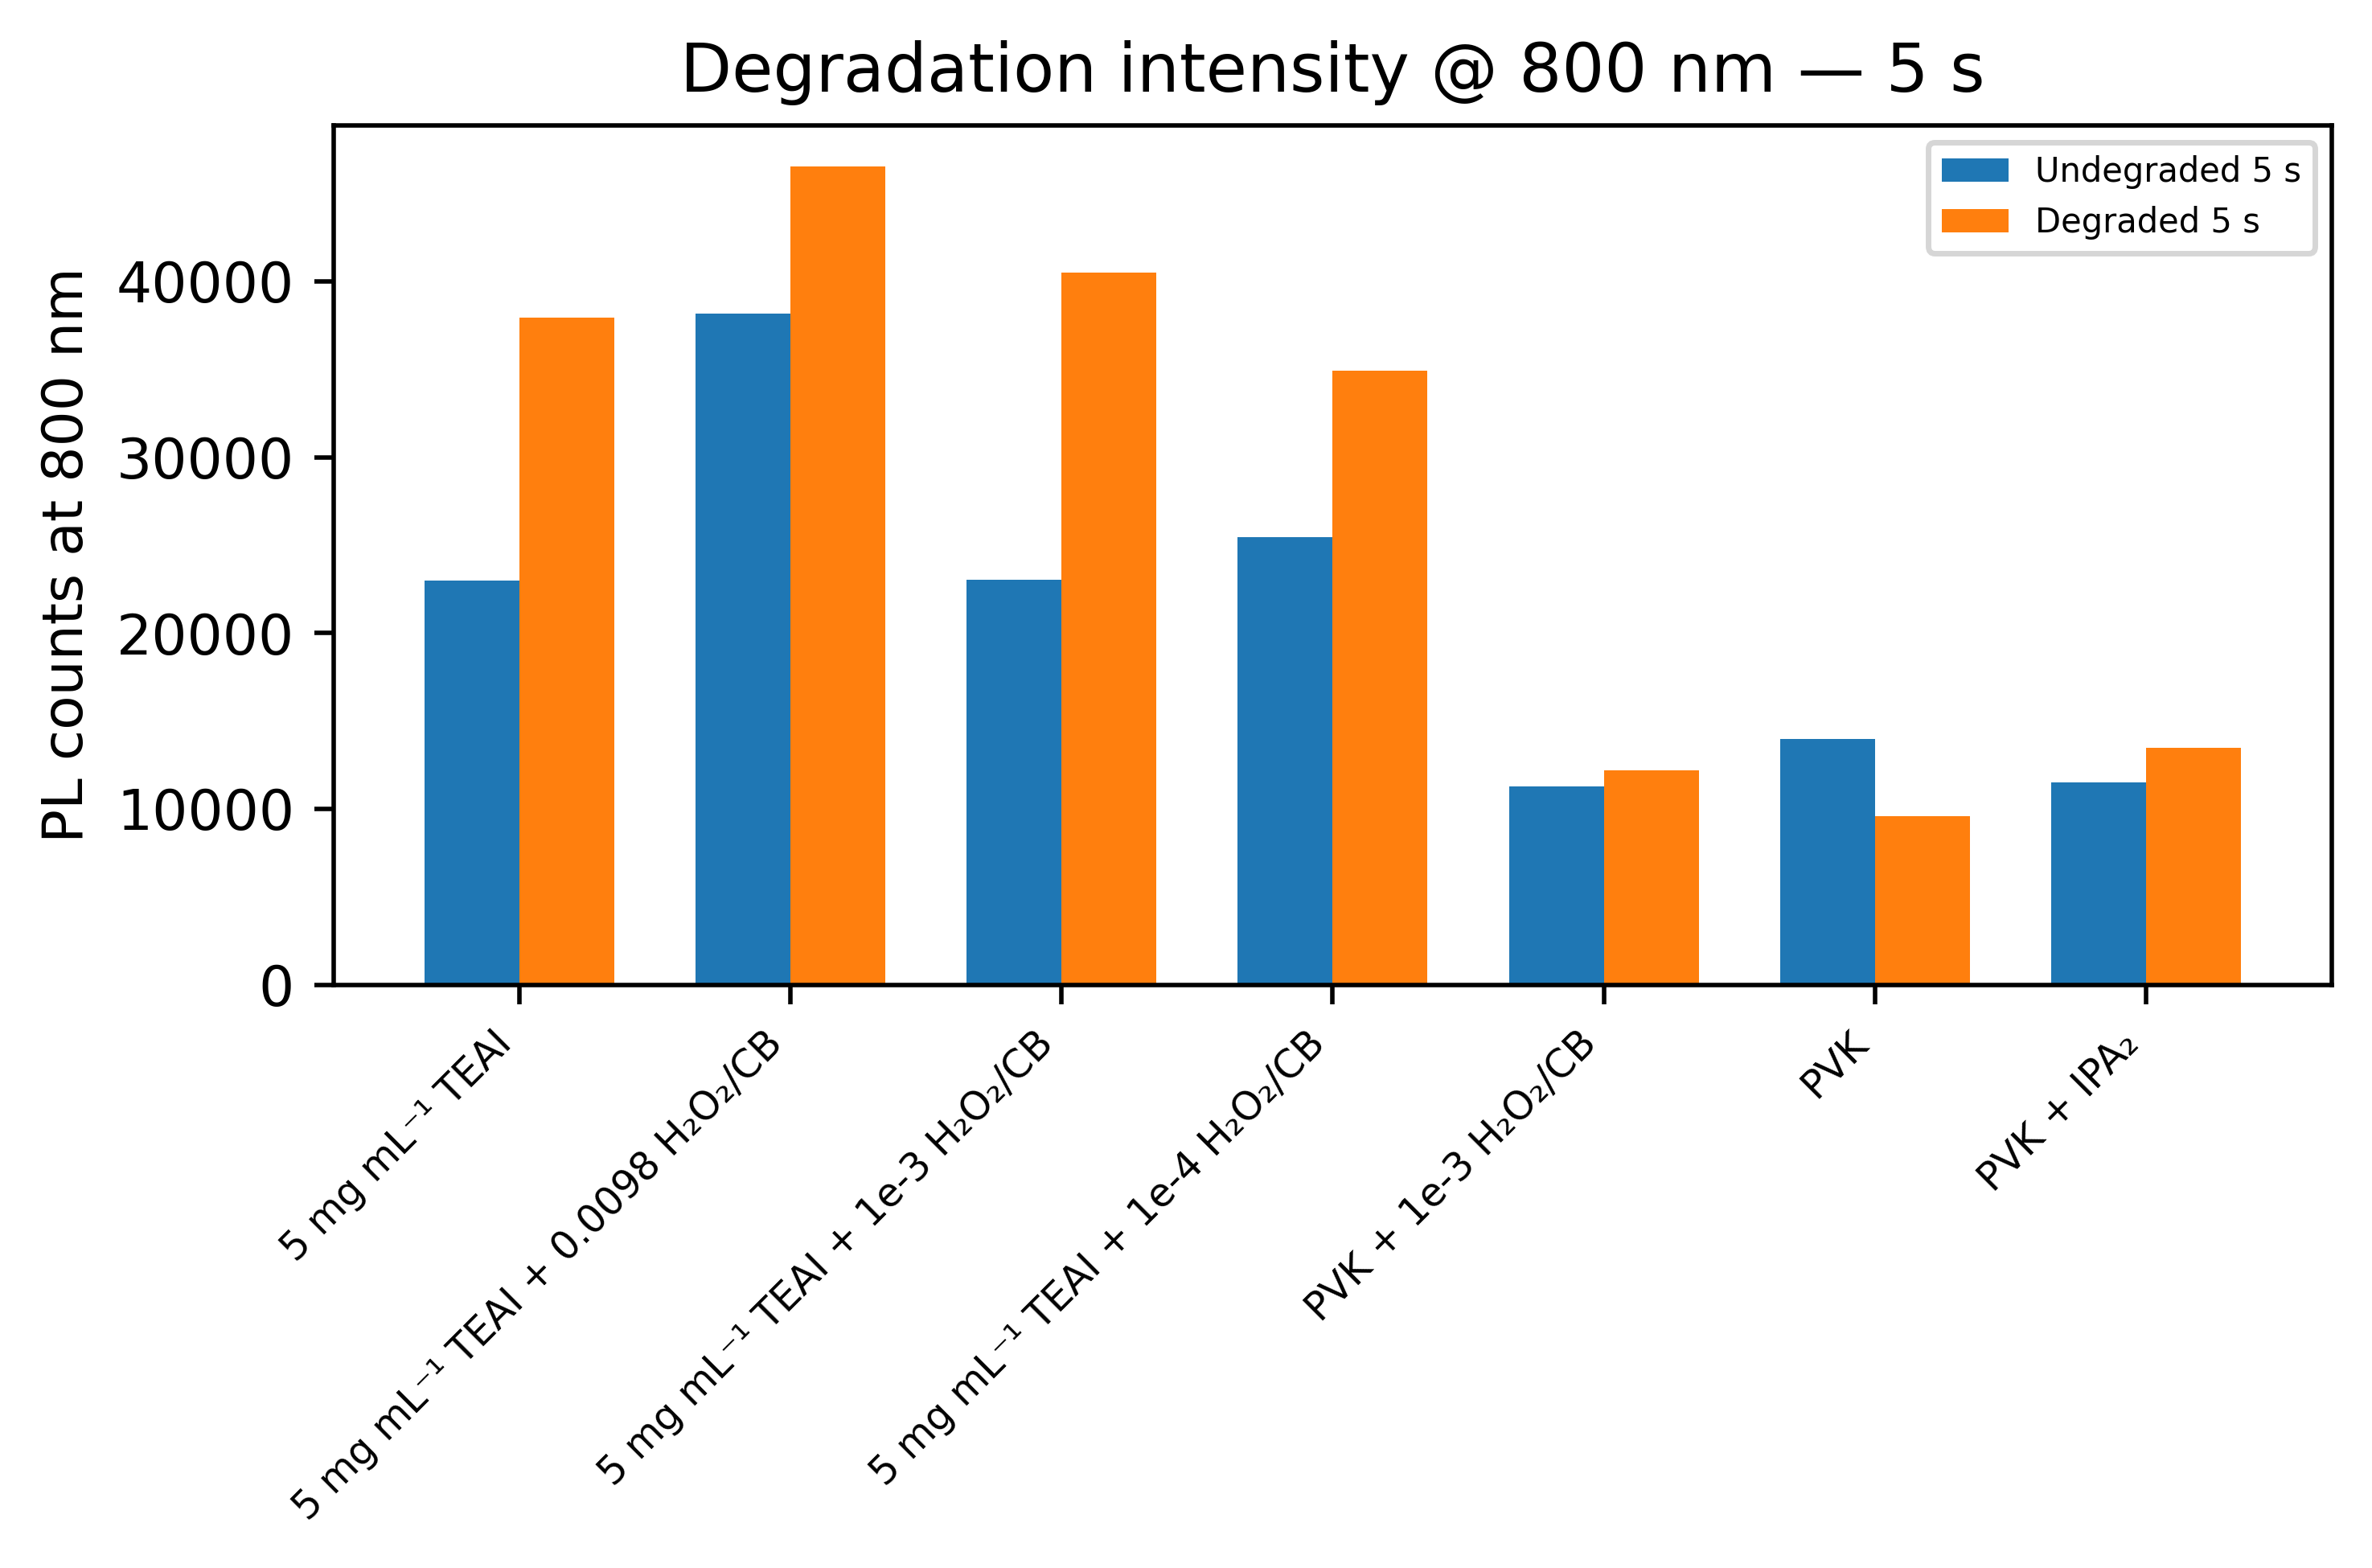 Degradation intensity @ 800 nm — 5 s
Undegraded 5 s
Degraded 5 s
PL counts at 800 nm
40000
30000
20000
10000
0
5 mg mL⁻¹ TEAI
5 mg mL⁻¹ TEAI + 0.0098 H₂O₂/CB
5 mg mL⁻¹ TEAI + 1e-3 H₂O₂/CB
5 mg mL⁻¹ TEAI + 1e-4 H₂O₂/CB
PVK + 1e-3 H₂O₂/CB
PVK
PVK + IPA₂